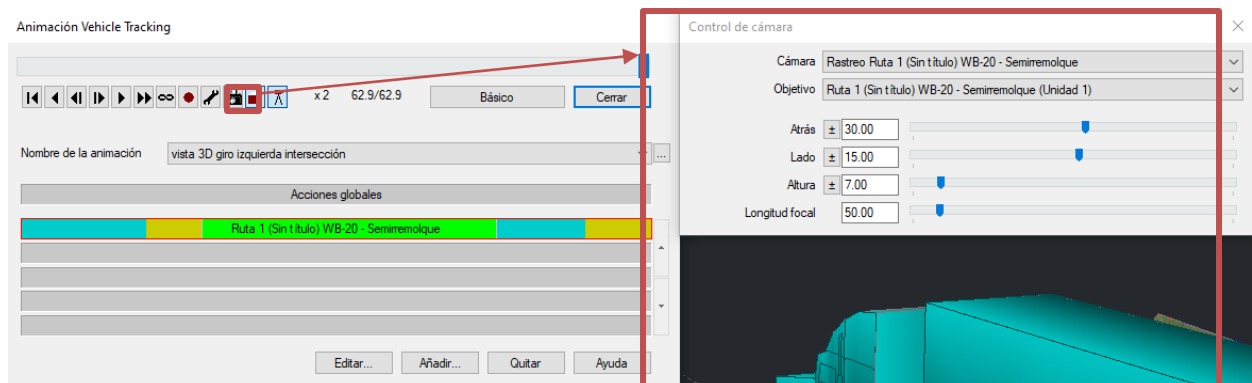 Animación Vehicle Tracking
x 2 62.9/62.9 Básico Cerrar
Nombre de la animación vista 3D giro izquierda intersección ...
Acciones globales
Ruta 1 (Sin título) WB-20 - Semirremolque
Editar... Añadir... Quitar Ayuda
Control de cámara
Cámara Rastreo Ruta 1 (Sin título) WB-20 - Semirremolque
Objetivo Ruta 1 (Sin título) WB-20 - Semirremolque (Unidad 1)
Atrás ± 30.00
Lado ± 15.00
Altura ± 7.00
Longitud focal 50.00